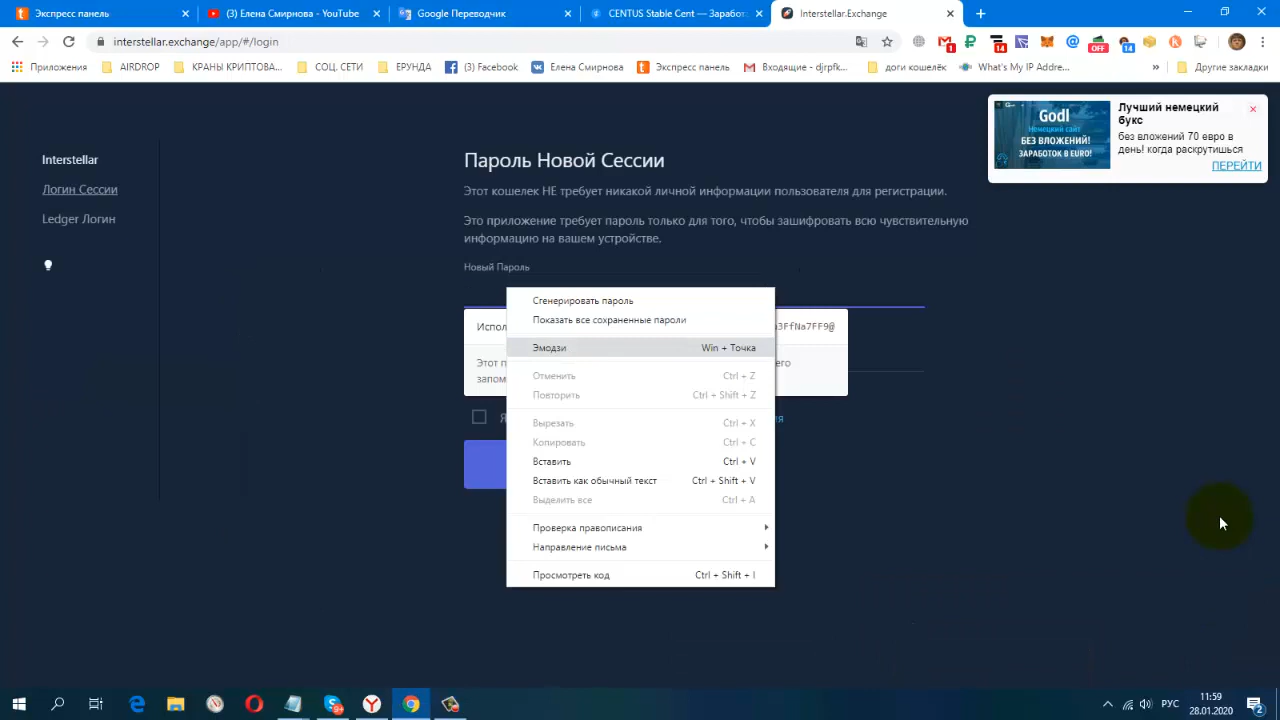 Экспресс панель
(3) Елена Смирнова - YouTube
Google Переводчик
CENTUS Stable Cent — Заработо
Interstellar.Exchange
interstellar.exchange/app/#/login
1
14
OFF
14
Приложения
AIRDROP
КРАНЫ КРИПТОВА...
СОЦ. СЕТИ
ЕРУНДА
(3) Facebook
Елена Смирнова
Экспресс панель
Входящие - djrpfk...
доги кошелёк
What's My IP Addre...
»
Другие закладки
Godl
Немецкий сайт
БЕЗ ВЛОЖЕНИЙ!
ЗАРАБОТОК В EURO!
Лучший немецкий
букс
без вложений 70 евро в
день! когда раскрутишься
ПЕРЕЙТИ
Interstellar
Логин Сессии
Ledger Логин
Пароль Новой Сессии
Этот кошелек НЕ требует никакой личной информации пользователя для регистрации.
Это приложение требует пароль только для того, чтобы зашифровать всю чувствительную
информацию на вашем устройстве.
Новый Пароль
Сгенерировать пароль
Показать все сохраненные пароли
Эмодзи Win + Точка
Отменить Ctrl + Z
Повторить Ctrl + Shift + Z
Вырезать Ctrl + X
Копировать Ctrl + C
Вставить Ctrl + V
Вставить как обычный текст Ctrl + Shift + V
Выделить все Ctrl + A
Проверка правописания
Направление письма
Просмотреть код Ctrl + Shift + I
РУС
11:59
28.01.2020
2